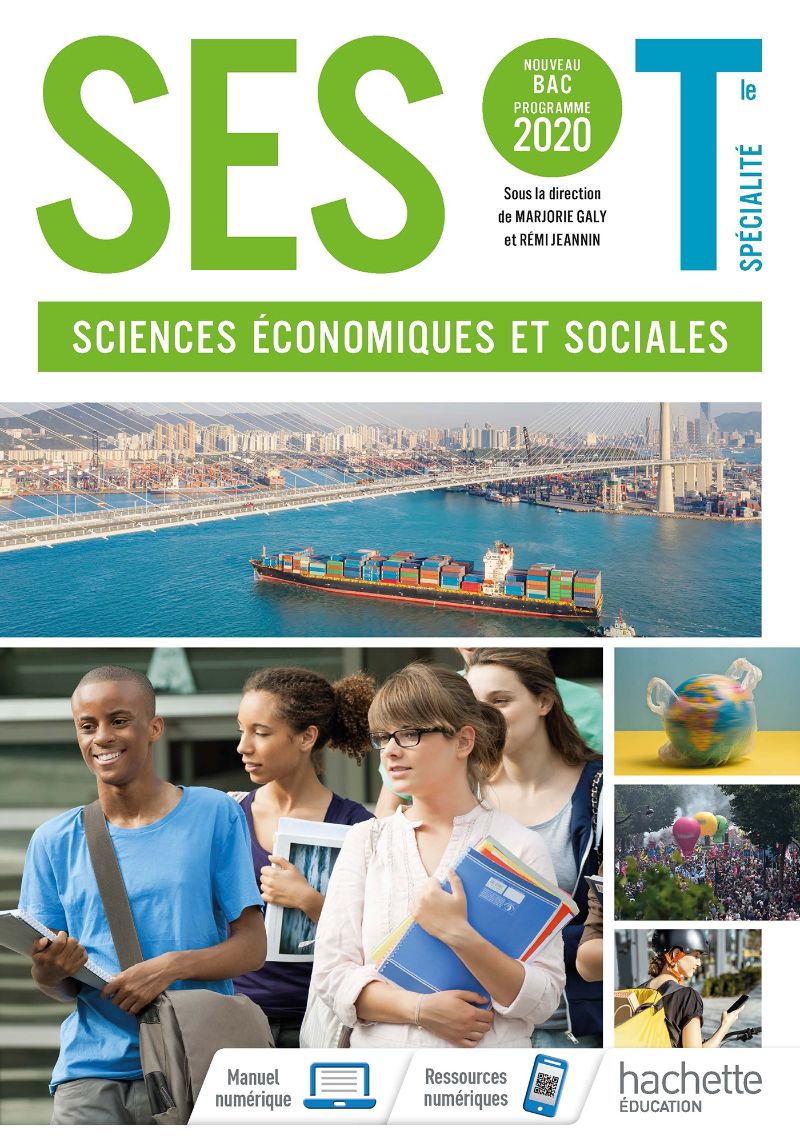 SES
NOUVEAU
BAC
PROGRAMME
2020
Sous la direction
de MARJORIE GALY
et RÉMI JEANNIN
Tle
SPÉCIALITÉ
SCIENCES ÉCONOMIQUES ET SOCIALES
Manuel
numérique
Ressources
numériques
hachette
ÉDUCATION